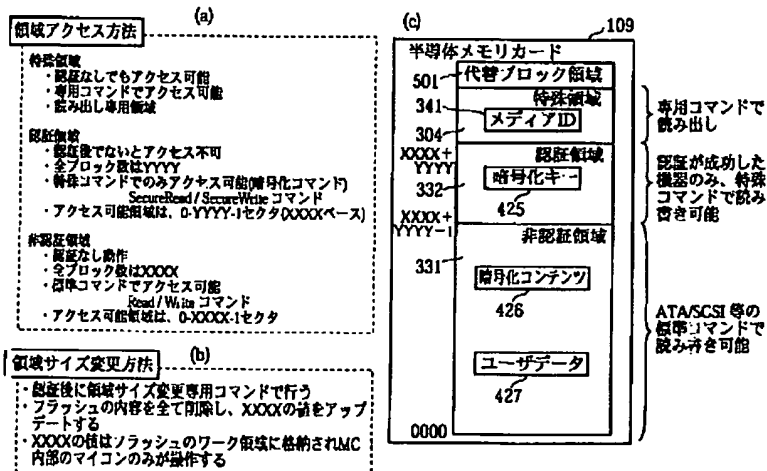 (a)
領域アクセス方法
特殊領域
・認証なしでもアクセス可能
・専用コマンドでアクセス可能
・読み出し専用領域
認証領域
・認証後でないとアクセス不可
・全ブロック数はYYYY
・特殊コマンドでのみアクセス可能(暗号化コマンド)
SecureRead / SecureWrite コマンド
・アクセス可能領域は、0-YYYY-1セクタ(XXXXベース)
非認証領域
・認証なし動作
・全ブロック数はXXXX
・標準コマンドでアクセス可能
Read / Write コマンド
・アクセス可能領域は、0-XXXX-1セクタ
(b)
領域サイズ変更方法
・認証後に領域サイズ変更専用コマンドで行う
・フラッシュの内容を全て削除し、XXXXの値をアップ
デートする
・XXXXの値はフラッシュのワーク領域に格納されMC
内部のマイコンのみが操作する
(c)
109
半導体メモリカード
501
代替ブロック領域
特殊領域
341
メディアID
304
専用コマンドで
読み出し
XXXX+
YYYY
認証領域
332
暗号化キー
425
認証が成功した
機器のみ、特殊
コマンドで読み
書き可能
XXXX+
YYYY-1
非認証領域
331
暗号化コンテンツ
426
ユーザデータ
427
ATA/SCSI 等の
標準コマンドで
読み書き可能
0000